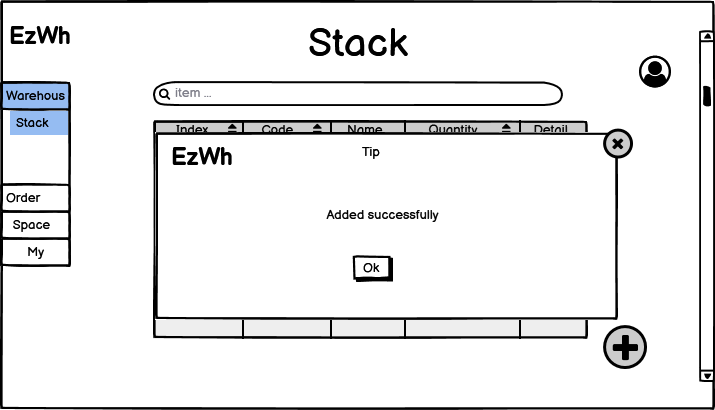 EzWh
Stack
item ...
Warehous
Stack
Index Code Name Quantity Detail
EzWh
Tip
Order
Added successfully
Space
My
Ok